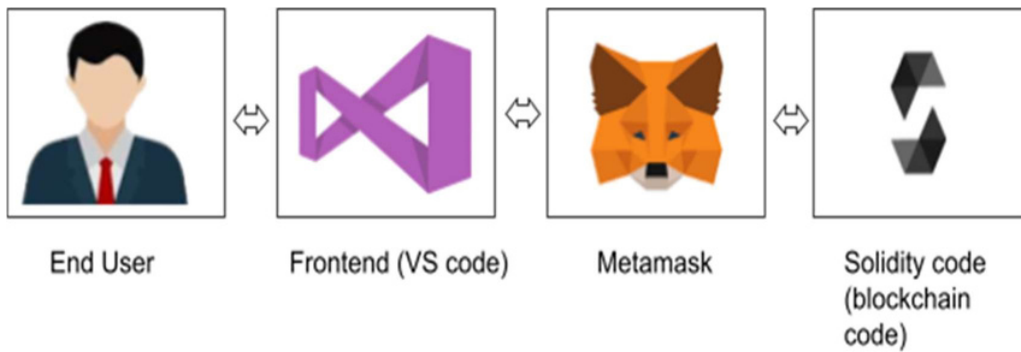 End User
Frontend (VS code)
Metamask
Solidity code
(blockchain
code)